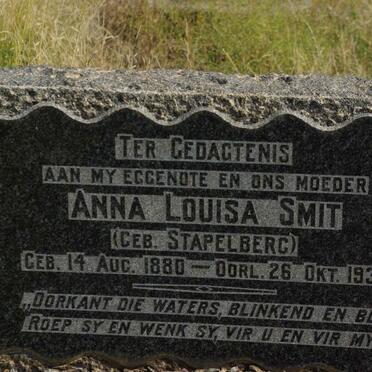 TER GEDAGTENIS
AAN MY EGGENOTE EN ONS MOEDER
ANNA LOUISA SMIT
(GEB. STAPELBERG)
GEB. 14 AUG. 1880 — OORL. 26 OKT. 193
„OORKANT DIE WATERS, BLINKEND EN BL
ROEP SY EN WENK SY, VIR U EN VIR MY